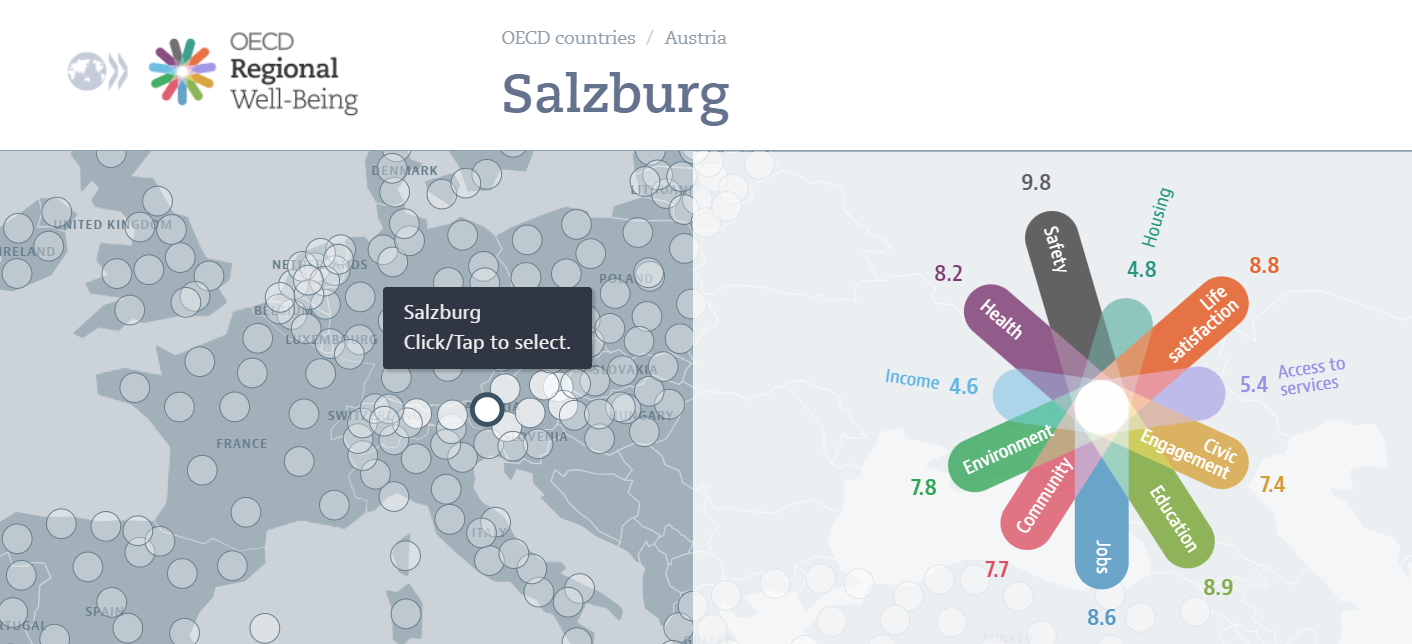 OECD
Regional
Well-Being
OECD countries / Austria
Salzburg
DENMARK
UNITED KINGDOM
IRELAND
NETHERLANDS
POLAND
BELGIUM
LUXEMBOURG
SLOVAKIA
SWITZERLAND
HUNGARY
SLOVENIA
FRANCE
ITALY
SPAIN
Salzburg
Click/Tap to select.
9.8
Safety
Housing
4.8
8.8
Life
satisfaction
8.2
Health
Income 4.6
5.4 Access to
services
Environment
7.8
Community
7.7
Civic
Engagement
7.4
Education
8.9
Jobs
8.6
TURKEY